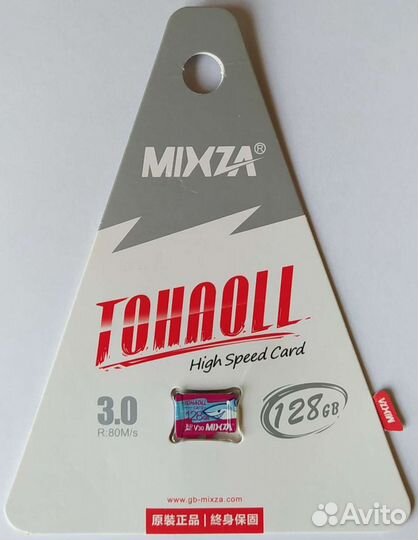 MIXZA®
TOHAOLL
High Speed Card
3.0
R:80M/s
TOHAOLL
128
V30 MIXZA
128GB
MIXZA
www.gb-mixza.com
原裝正品 | 終身保固
Avito